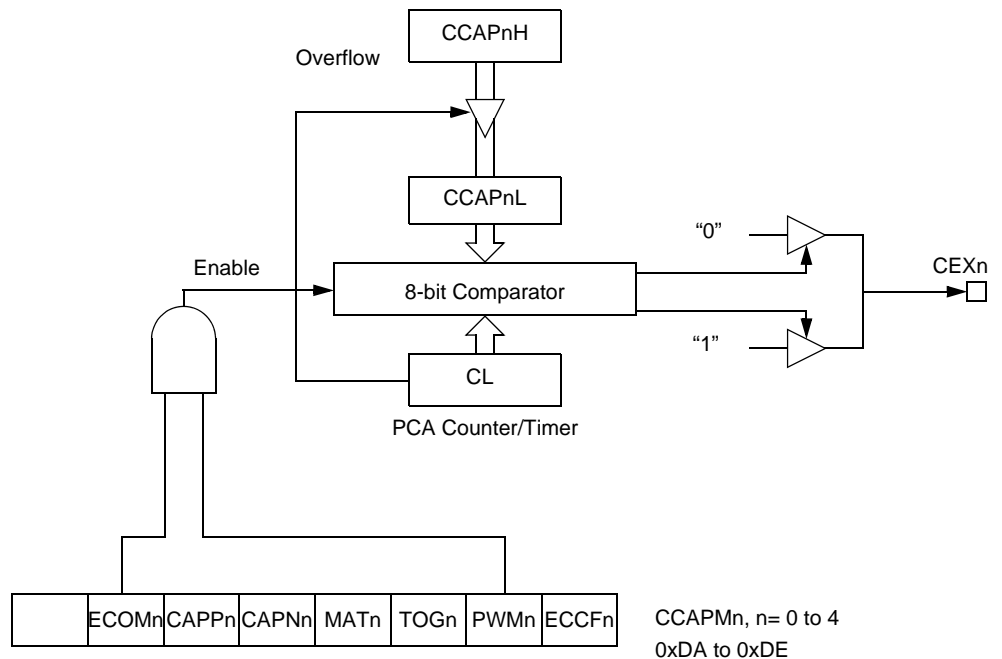 CCAPnH
Overflow
CCAPnL
“0”
Enable
CEXn
8-bit Comparator
“1”
CL
PCA Counter/Timer
ECOMn CAPPn CAPNn MATn TOGn PWMn ECCFn
CCAPMn, n= 0 to 4
0xDA to 0xDE